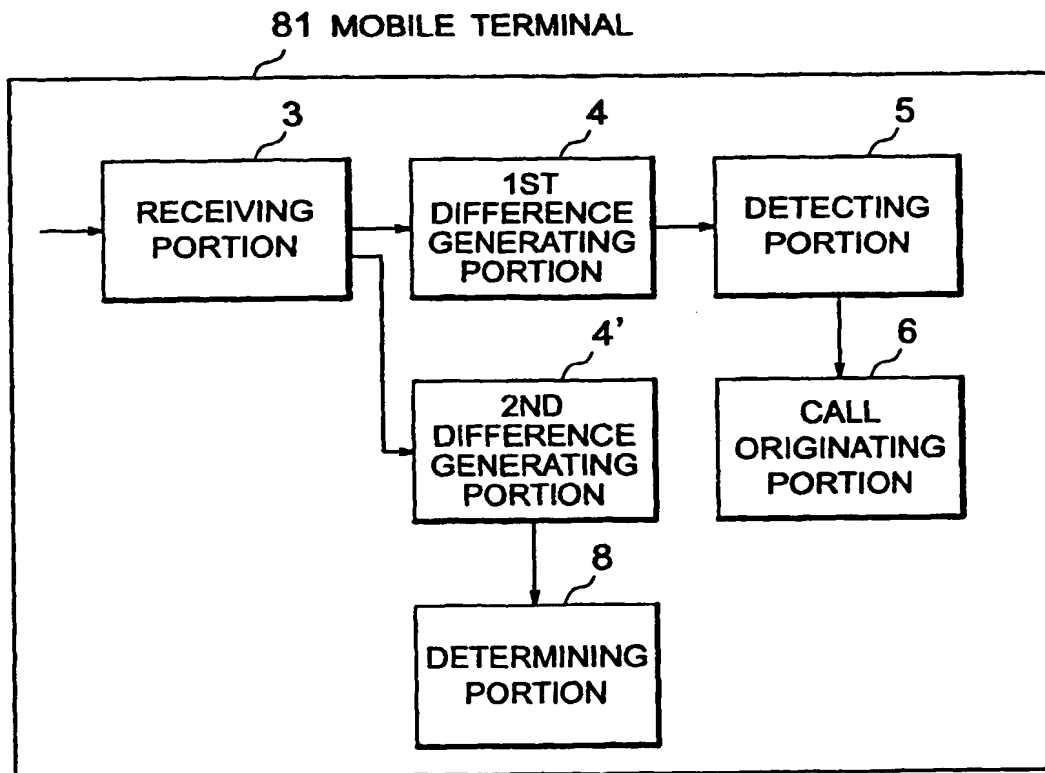 81 MOBILE TERMINAL
3
RECEIVING
PORTION
4
1ST
DIFFERENCE
GENERATING
PORTION
5
DETECTING
PORTION
4'
2ND
DIFFERENCE
GENERATING
PORTION
6
CALL
ORIGINATING
PORTION
8
DETERMINING
PORTION